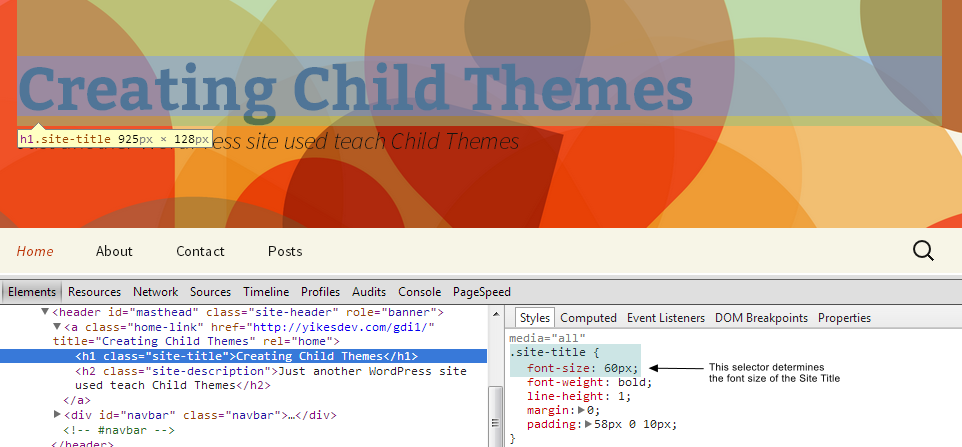 Creating Child Themes
h1.site-title 925px × 128px
ess site used teach Child Themes
Home About Contact Posts
Elements Resources Network Sources Timeline Profiles Audits Console PageSpeed
▼<header id="masthead" class="site-header" role="banner">
▼<a class="home-link" href="http://yikesdev.com/gdi1/"
title="Creating Child Themes" rel="home">
<h1 class="site-title">Creating Child Themes</h1>
<h2 class="site-description">Just another WordPress site
used teach Child Themes</h2>
</a>
▶<div id="navbar" class="navbar">…</div>
<!-- #navbar -->
</header>
Styles Computed Event Listeners DOM Breakpoints Properties
media="all"
.site-title {
font-size: 60px;
font-weight: bold;
line-height: 1;
margin:▶0;
padding:▶58px 0 10px;
}
This selector determines
the font size of the Site Title